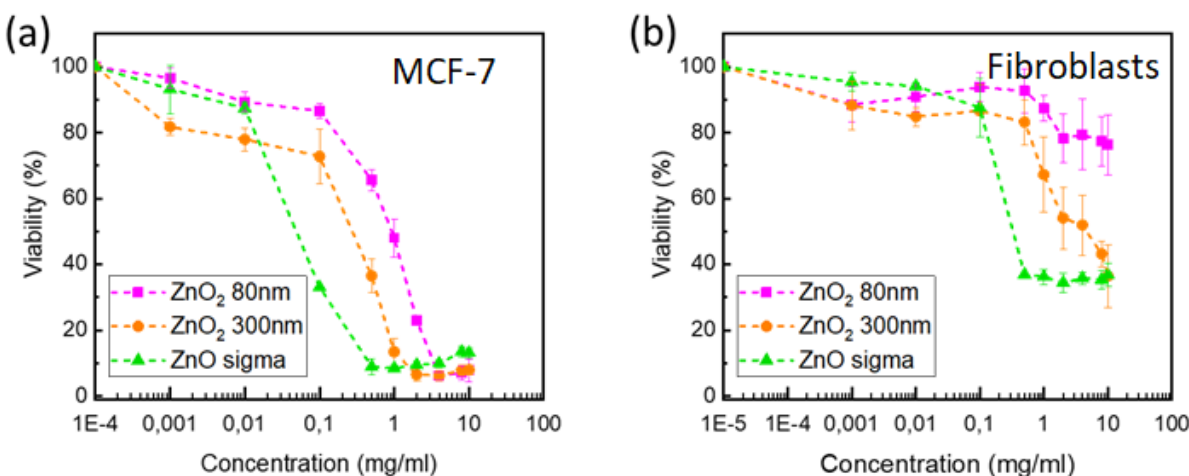 (a)
MCF-7
Viability (%)
100
80
60
40
20
0
ZnO₂ 80nm
ZnO₂ 300nm
ZnO sigma
1E-4 0,001 0,01 0,1 1 10 100
Concentration (mg/ml)
(b)
Fibroblasts
Viability (%)
100
80
60
40
20
0
ZnO₂ 80nm
ZnO₂ 300nm
ZnO sigma
1E-5 1E-4 0,001 0,01 0,1 1 10 100
Concentration (mg/ml)